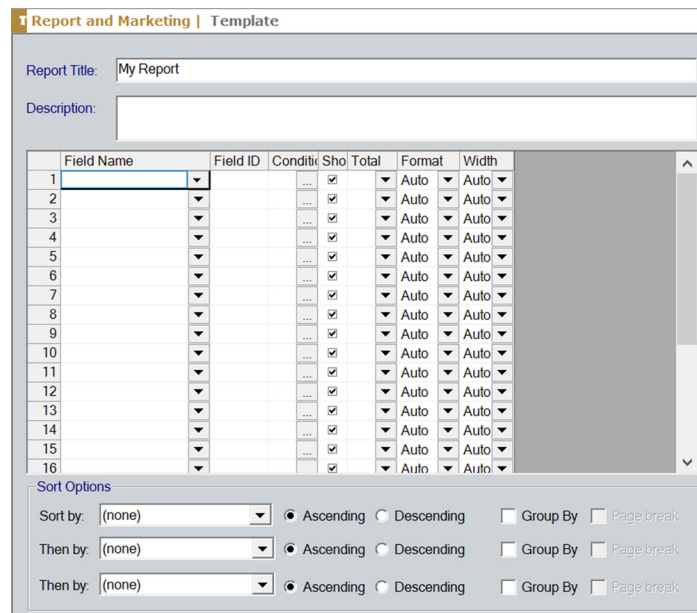 Report and Marketing | Template
Report Title: My Report
Description:
Field Name Field ID Conditic Sho Total Format Width
1 ... Auto Auto
2 ... Auto Auto
3 ... Auto Auto
4 ... Auto Auto
5 ... Auto Auto
6 ... Auto Auto
7 ... Auto Auto
8 ... Auto Auto
9 ... Auto Auto
10 ... Auto Auto
11 ... Auto Auto
12 ... Auto Auto
13 ... Auto Auto
14 ... Auto Auto
15 ... Auto Auto
16 Auto Auto
Sort Options
Sort by: (none) Ascending Descending Group By Page break
Then by: (none) Ascending Descending Group By Page break
Then by: (none) Ascending Descending Group By Page break